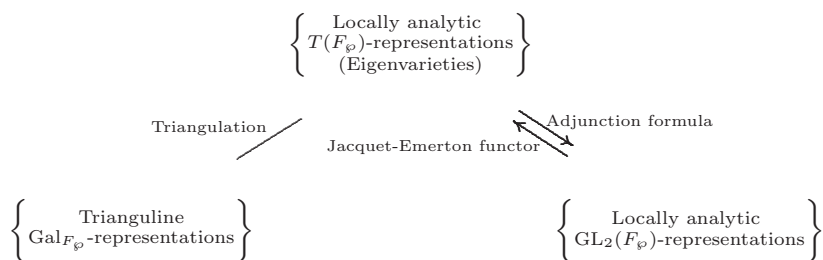 Locally analytic
T(F_℘)-representations
(Eigenvarieties)
Triangulation
Adjunction formula
Jacquet-Emerton functor
Trianguline
Gal_{F_℘}-representations
Locally analytic
GL₂(F_℘)-representations